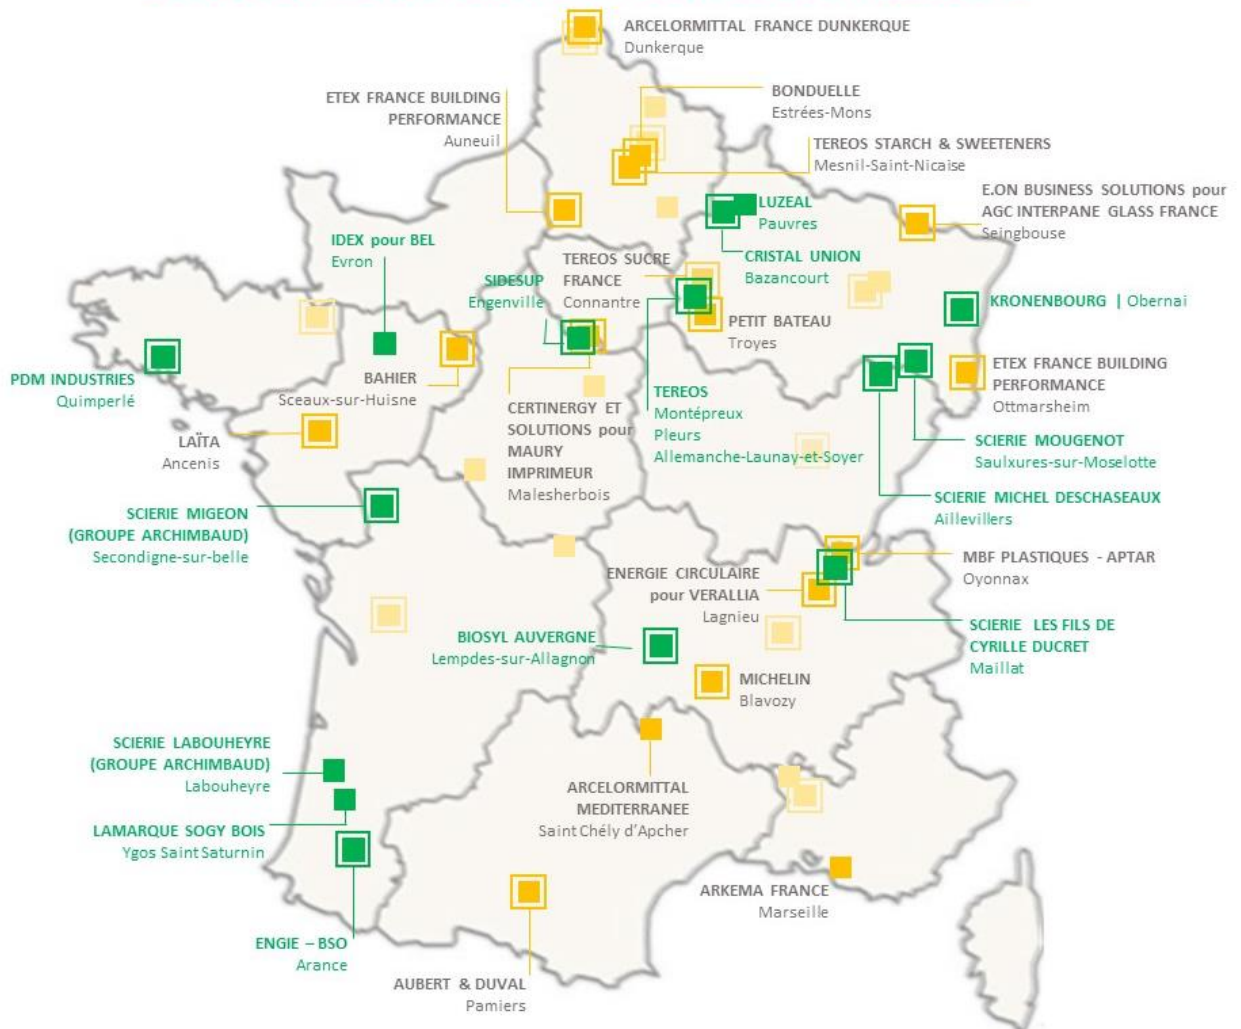 ARCELORMITTAL FRANCE DUNKERQUE
Dunkerque
ETEX FRANCE BUILDING
PERFORMANCE
Auneuil
BONDUELLE
Estrées-Mons
TEREOS STARCH & SWEETENERS
Mesnil-Saint-Nicaise
E.ON BUSINESS SOLUTIONS pour
AGC INTERPANE GLASS FRANCE
Seingbouse
LUZEAL
Pauvres
IDEX pour BEL
Evron
CRISTAL UNION
Bazancourt
TEREOS SUCRE
FRANCE
Connantre
SIDESUP
Engenville
KRONENBOURG | Obernai
PETIT BATEAU
Troyes
PDM INDUSTRIES
Quimperlé
BAHIER
Sceaux-sur-Huisne
ETEX FRANCE BUILDING
PERFORMANCE
Ottmarsheim
TEREOS
Montépreux
Pleurs
Allemanche-Launay-et-Soyer
CERTINERGY ET
SOLUTIONS pour
MAURY
IMPRIMEUR
Malesherbois
LAÏTA
Ancenis
SCIERIE MOUGENOT
Saulxures-sur-Moselotte
SCIERIE MICHEL DESCHASEAUX
Aillevillers
SCIERIE MIGEON
(GROUPE ARCHIMBAUD)
Secondigne-sur-belle
MBF PLASTIQUES - APTAR
Oyonnax
ENERGIE CIRCULAIRE
pour VERALLIA
Lagnieu
SCIERIE LES FILS DE
CYRILLE DUCRET
Maillat
BIOSYL AUVERGNE
Lempdes-sur-Allagnon
MICHELIN
Blavozy
SCIERIE LABOUHEYRE
(GROUPE ARCHIMBAUD)
Labouheyre
ARCELORMITTAL
MEDITERRANEE
Saint Chély d'Apcher
LAMARQUE SOGY BOIS
Ygos Saint Saturnin
ARKEMA FRANCE
Marseille
ENGIE – BSO
Arance
AUBERT & DUVAL
Pamiers